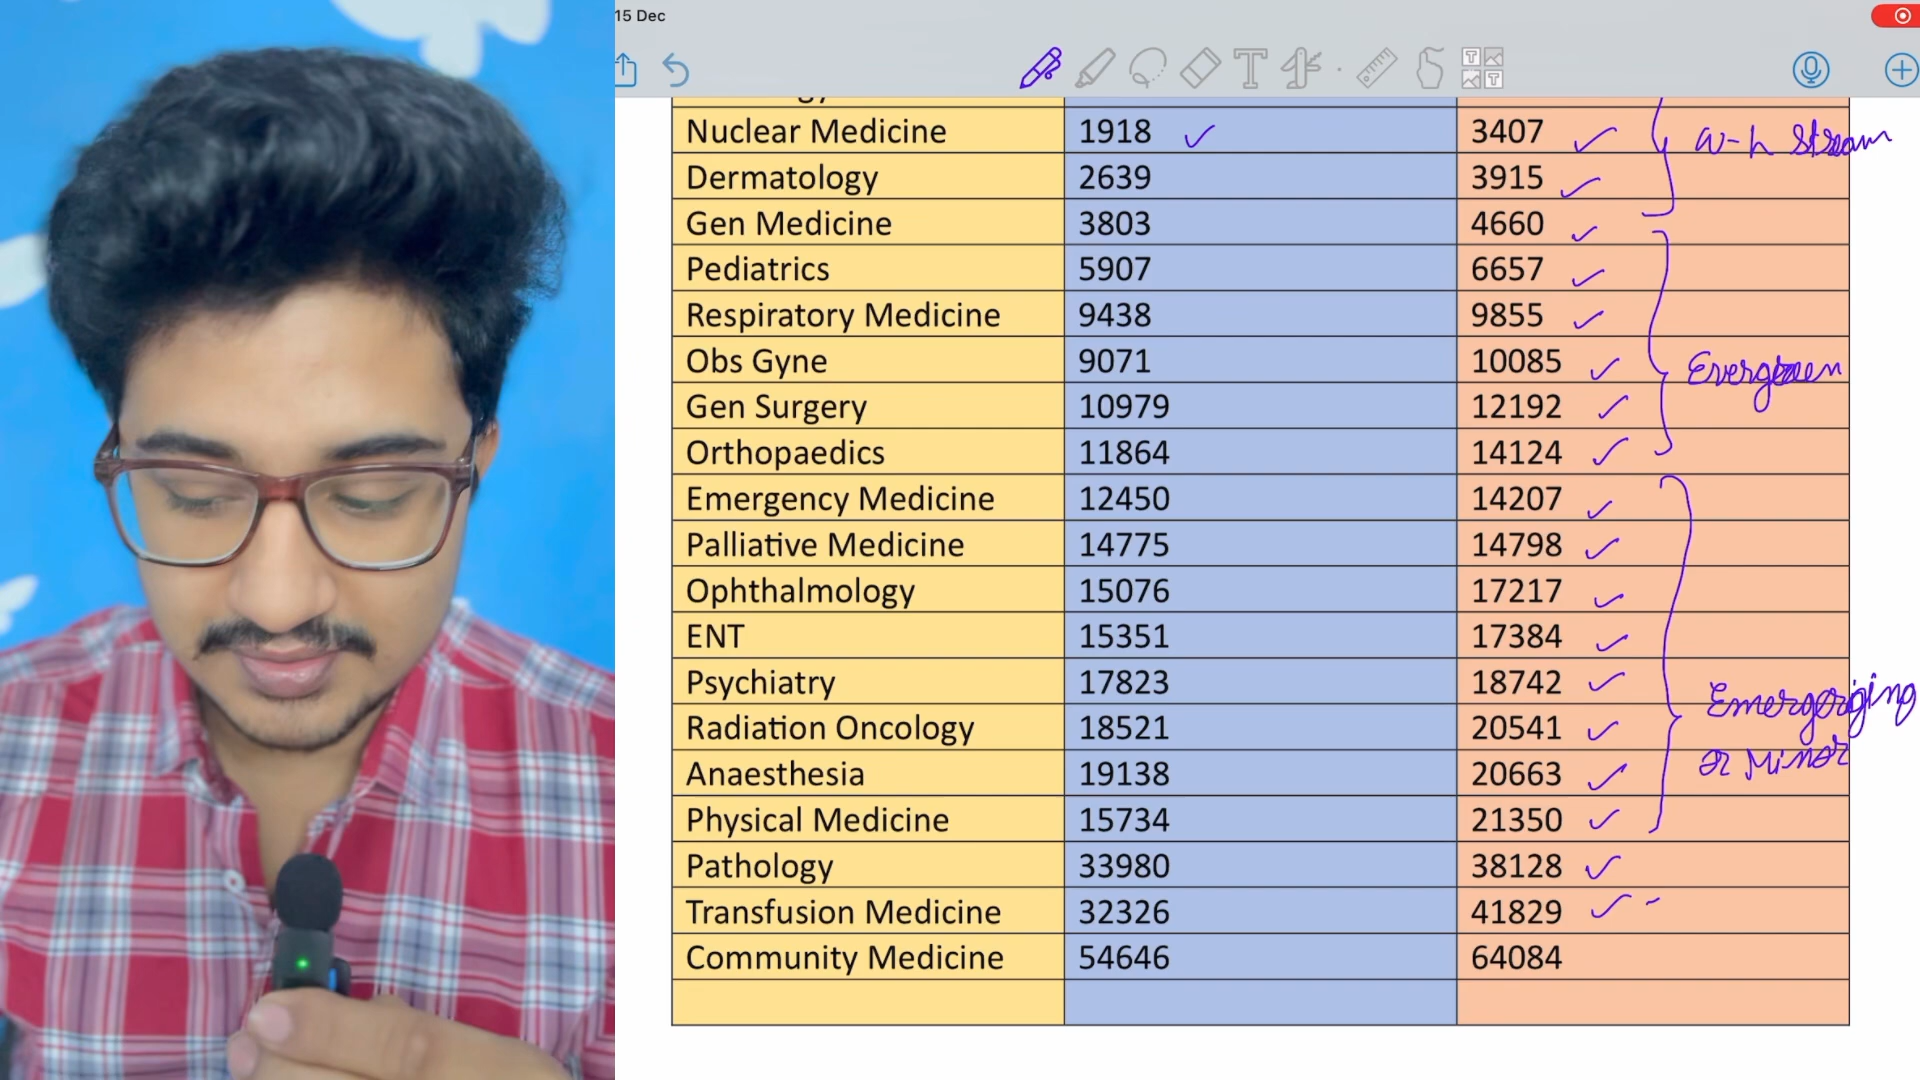 15 Dec
Nuclear Medicine 1918 3407
Dermatology 2639 3915
Gen Medicine 3803 4660
Pediatrics 5907 6657
Respiratory Medicine 9438 9855
Obs Gyne 9071 10085
Gen Surgery 10979 12192
Orthopaedics 11864 14124
Emergency Medicine 12450 14207
Palliative Medicine 14775 14798
Ophthalmology 15076 17217
ENT 15351 17384
Psychiatry 17823 18742
Radiation Oncology 18521 20541
Anaesthesia 19138 20663
Physical Medicine 15734 21350
Pathology 33980 38128
Transfusion Medicine 32326 41829
Community Medicine 54646 64084
Stream
Evergreen
or Minor